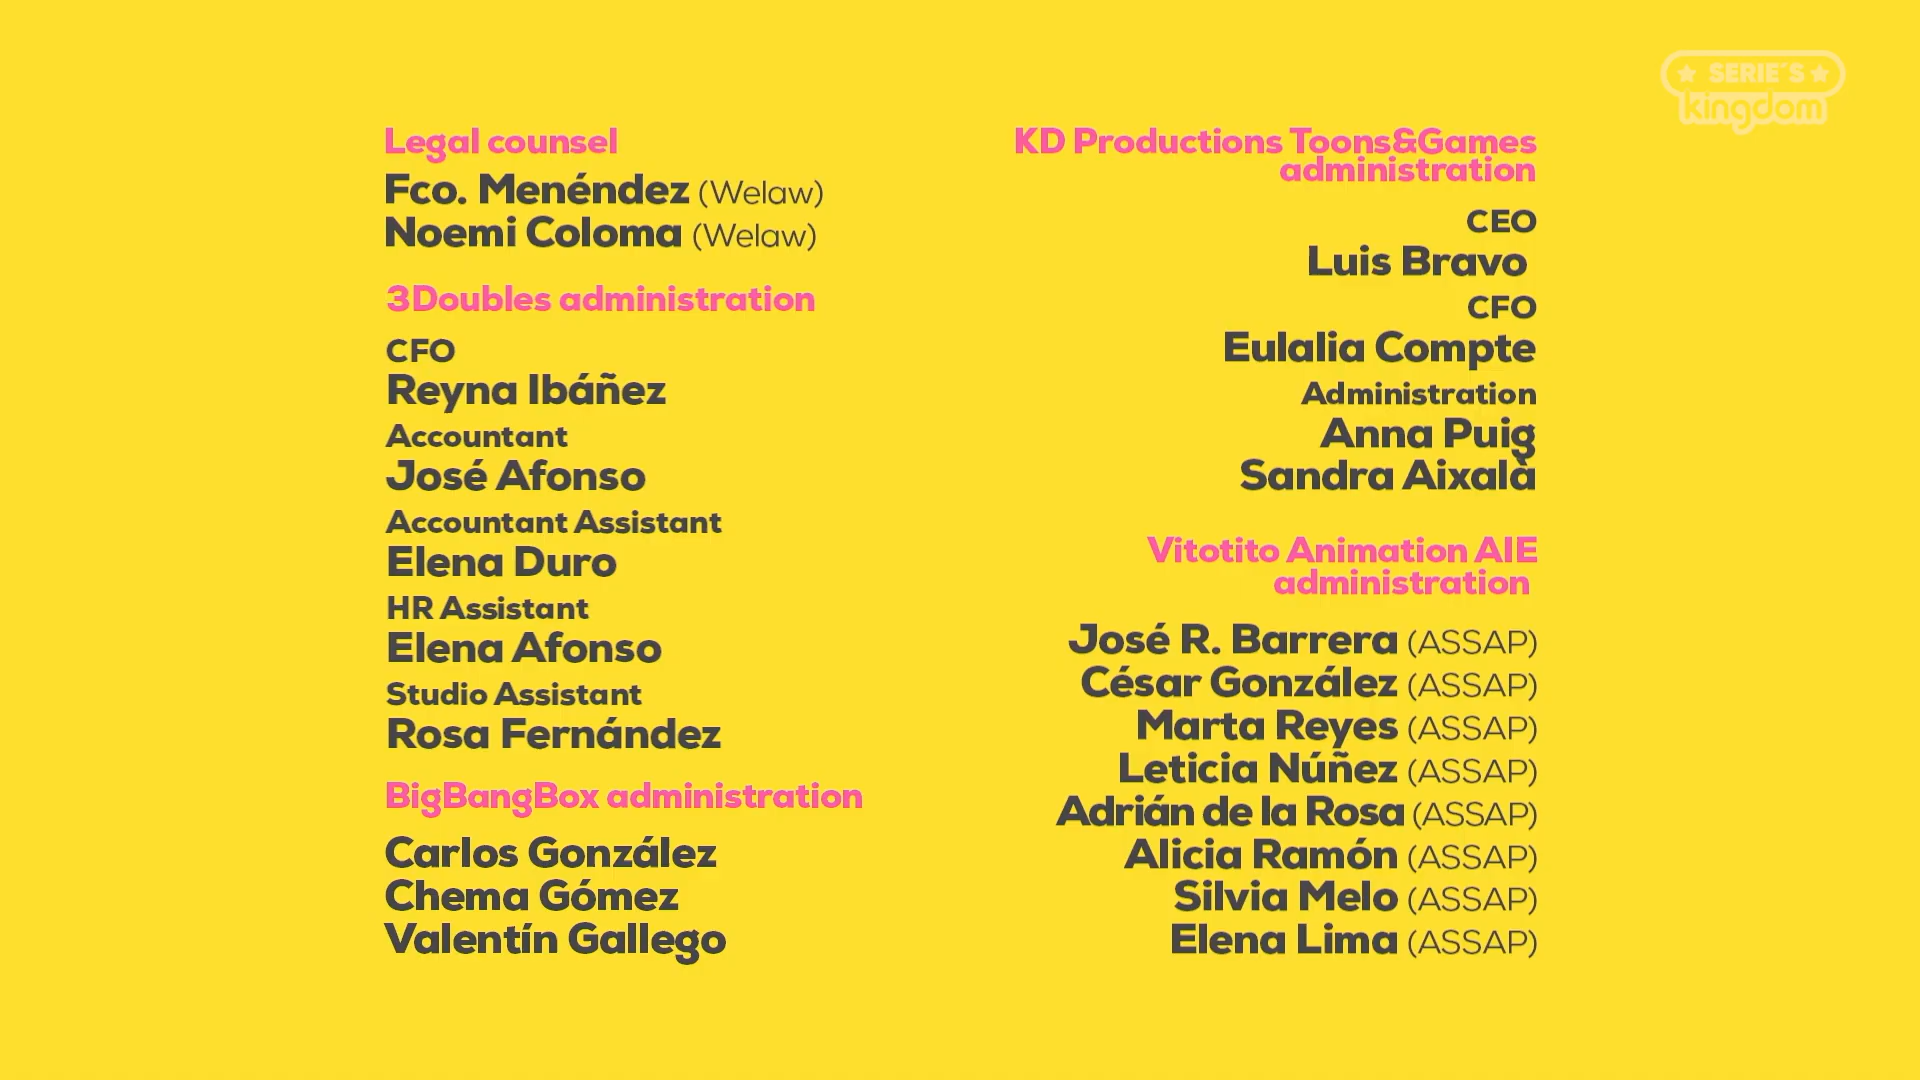 SERIE'S
kingdom
Legal counsel
Fco. Menéndez (Welaw)
Noemi Coloma (Welaw)
3Doubles administration
CFO
Reyna Ibáñez
Accountant
José Afonso
Accountant Assistant
Elena Duro
HR Assistant
Elena Afonso
Studio Assistant
Rosa Fernández
BigBangBox administration
Carlos González
Chema Gómez
Valentín Gallego
KD Productions Toons&Games
administration
CEO
Luis Bravo
CFO
Eulalia Compte
Administration
Anna Puig
Sandra Aixalà
Vitotito Animation AIE
administration
José R. Barrera (ASSAP)
César González (ASSAP)
Marta Reyes (ASSAP)
Leticia Núñez (ASSAP)
Adrián de la Rosa (ASSAP)
Alicia Ramón (ASSAP)
Silvia Melo (ASSAP)
Elena Lima (ASSAP)